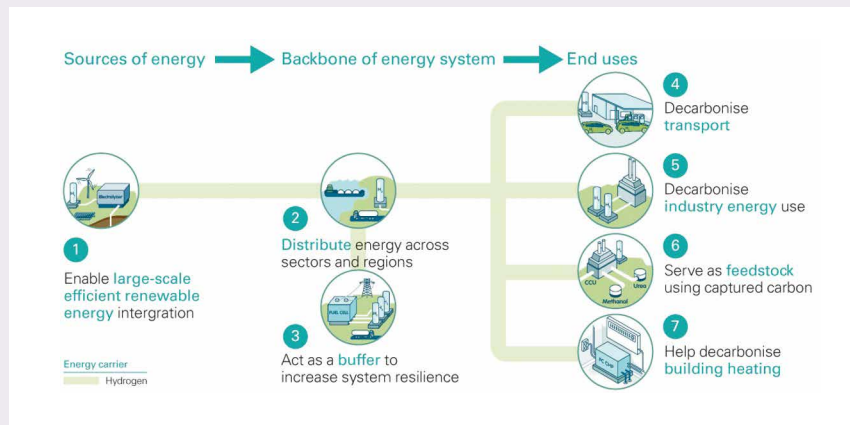 Sources of energy
Backbone of energy system
End uses
Electrolyzer
1
Enable large-scale
efficient renewable
energy intergration
2
Distribute energy across
sectors and regions
FUEL CELL
3
Act as a buffer to
increase system resilience
4
Decarbonise
transport
5
Decarbonise
industry energy use
CCU
Methanol
Urea
6
Serve as feedstock
using captured carbon
FC CHP
7
Help decarbonise
building heating
Energy carrier
Hydrogen